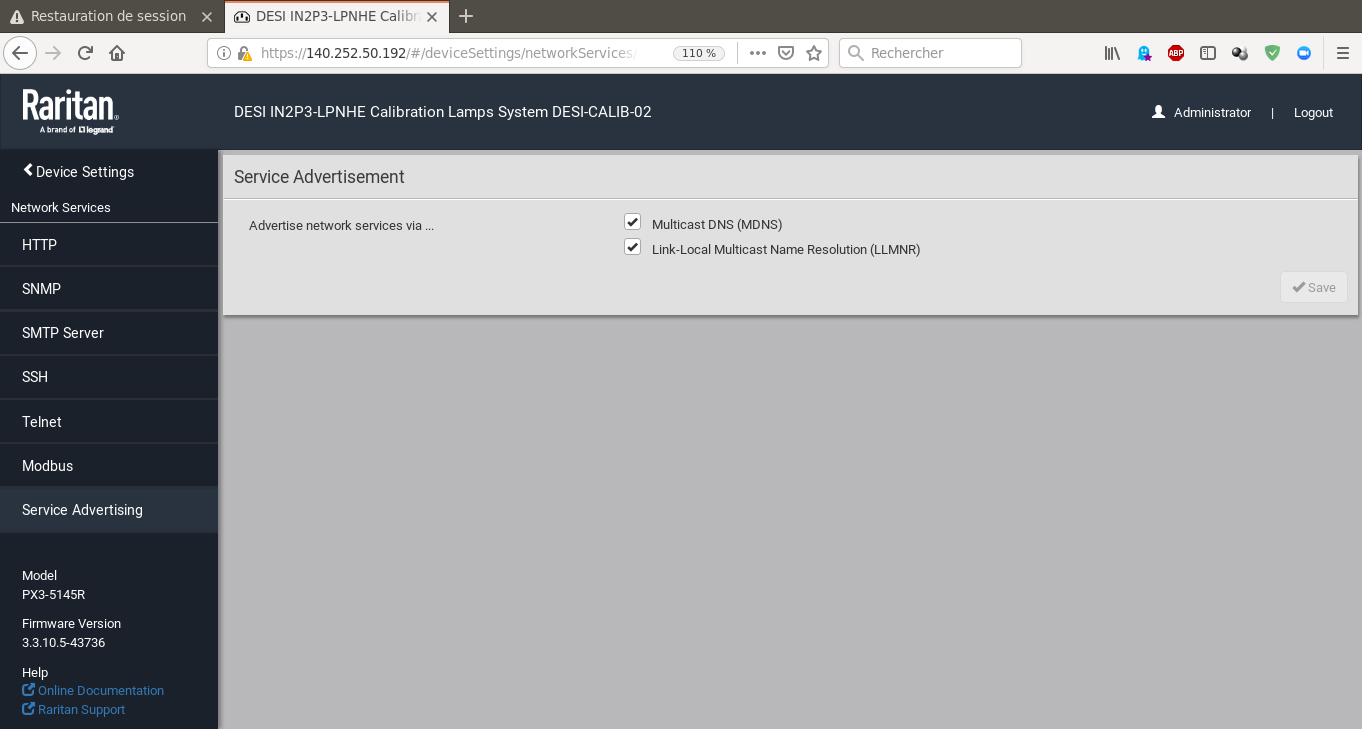 Restauration de session
DESI IN2P3-LPNHE Calibr
https://140.252.50.192/#/deviceSettings/networkServices/
110 %
Rechercher
ABP
Raritan®
A brand of legrand
DESI IN2P3-LPNHE Calibration Lamps System DESI-CALIB-02
Administrator | Logout
Device Settings
Network Services
HTTP
SNMP
SMTP Server
SSH
Telnet
Modbus
Service Advertising
Model
PX3-5145R
Firmware Version
3.3.10.5-43736
Help
Online Documentation
Raritan Support
Service Advertisement
Advertise network services via ...
Multicast DNS (MDNS)
Link-Local Multicast Name Resolution (LLMNR)
Save